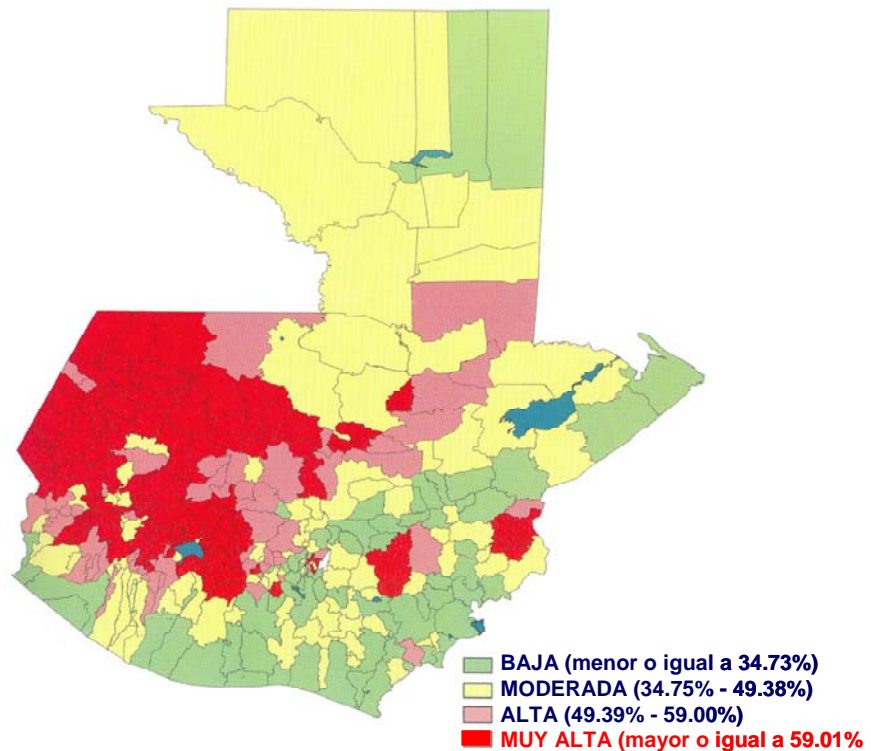 BAJA (menor o igual a 34.73%)
MODERADA (34.75% - 49.38%)
ALTA (49.39% - 59.00%)
MUY ALTA (mayor o igual a 59.01%